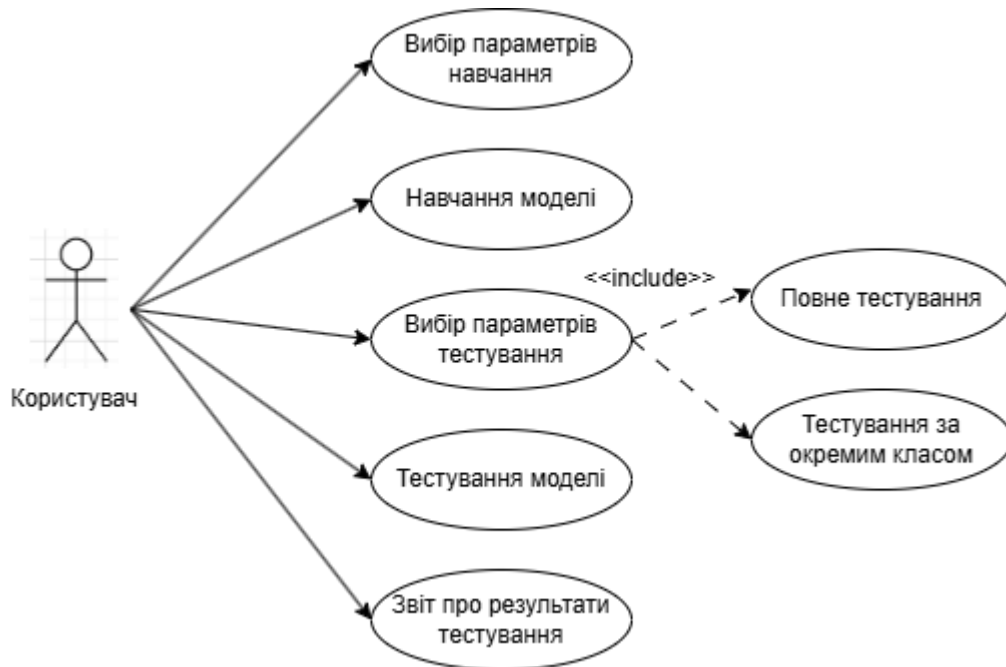 Вибір параметрів
навчання
Навчання моделі
<<include>>
Повне тестування
Вибір параметрів
тестування
Користувач
Тестування за
окремим класом
Тестування моделі
Звіт про результати
тестування